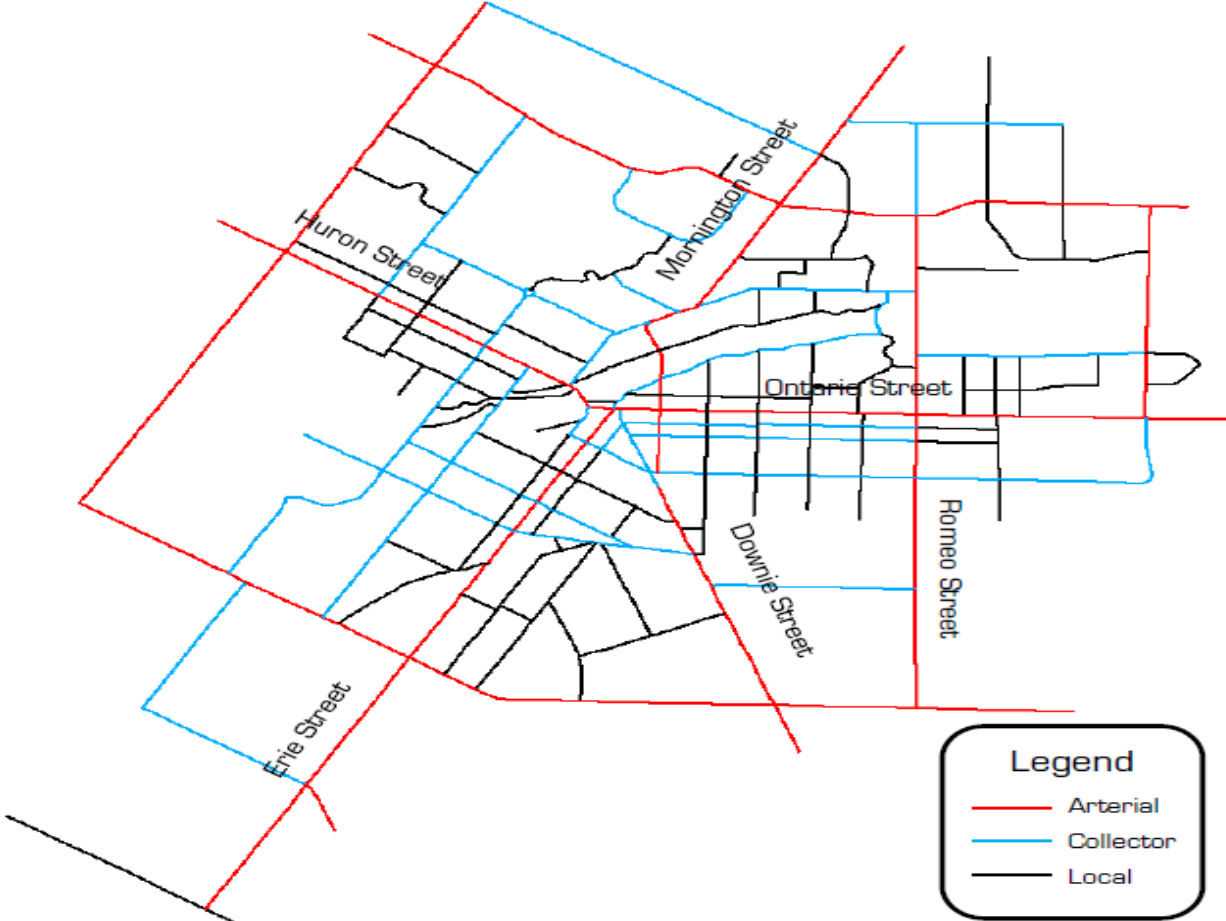 Mornington Street
Huron Street
Ontario Street
Romeo Street
Downie Street
Erie Street
Legend
Arterial
Collector
Local